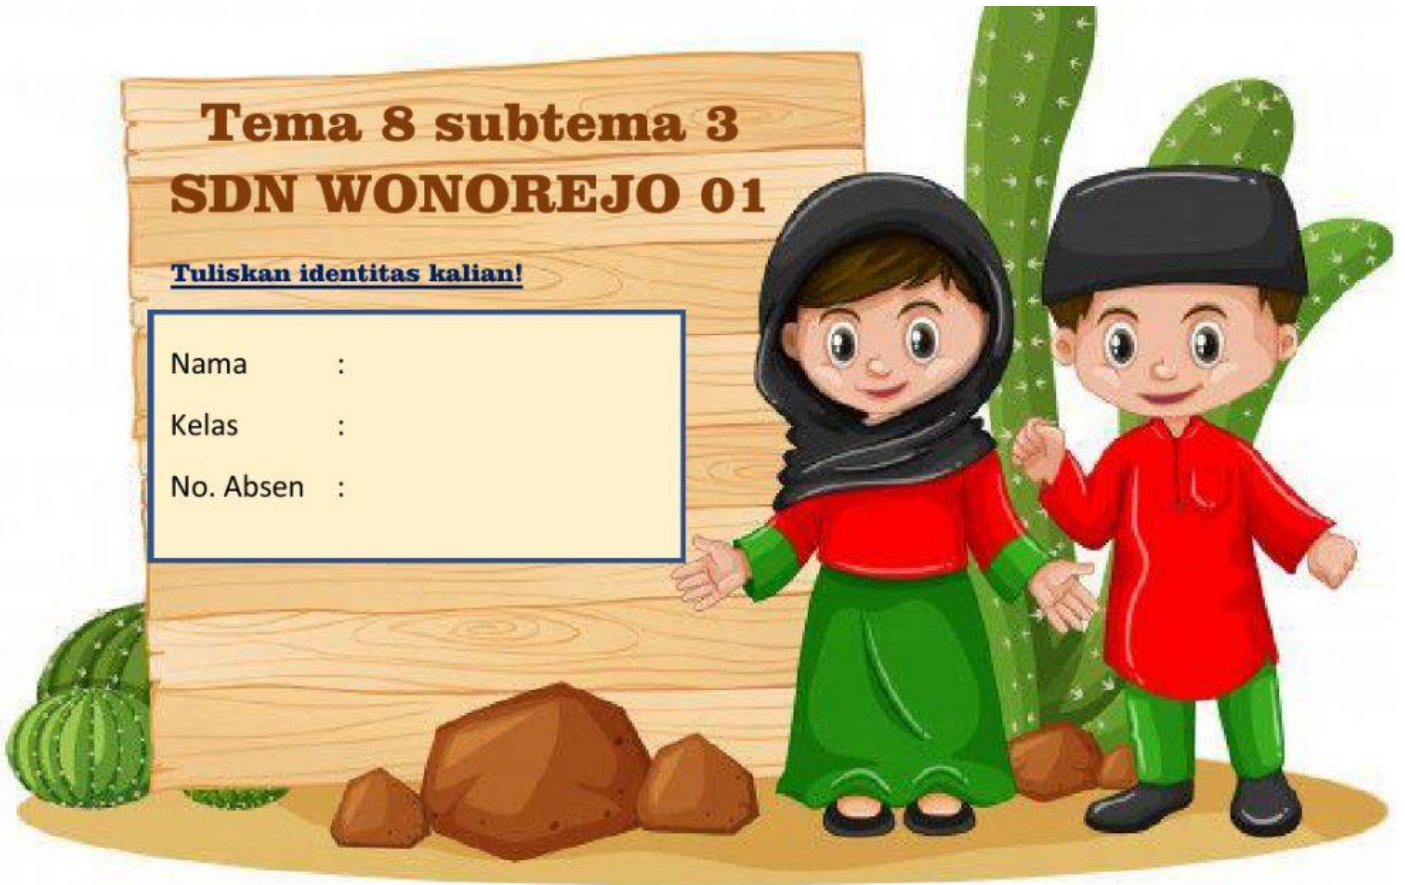 Tema 8 subtema 3
SDN WONOREJO 01
Tuliskan identitas kalian!
Nama :
Kelas :
No. Absen :